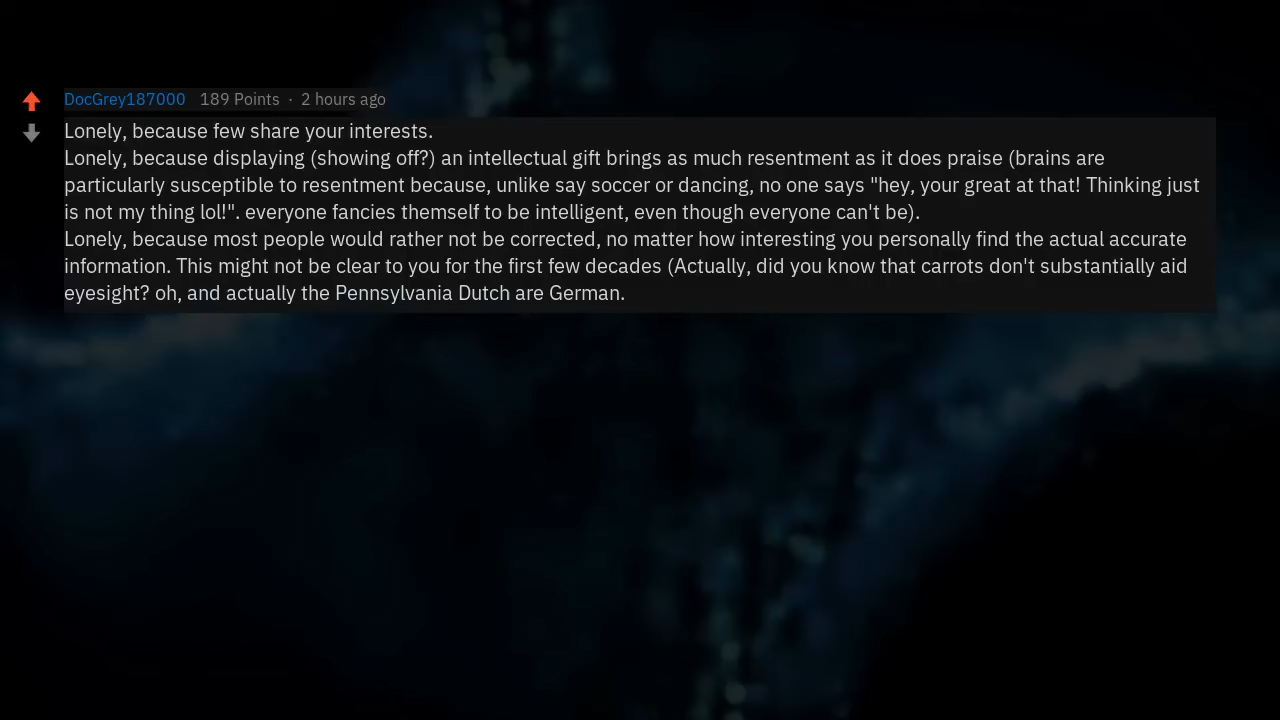 DocGrey187000 189 Points · 2 hours ago
Lonely, because few share your interests.
Lonely, because displaying (showing off?) an intellectual gift brings as much resentment as it does praise (brains are
particularly susceptible to resentment because, unlike say soccer or dancing, no one says "hey, your great at that! Thinking just
is not my thing lol!". everyone fancies themself to be intelligent, even though everyone can't be).
Lonely, because most people would rather not be corrected, no matter how interesting you personally find the actual accurate
information. This might not be clear to you for the first few decades (Actually, did you know that carrots don't substantially aid
eyesight? oh, and actually the Pennsylvania Dutch are German.